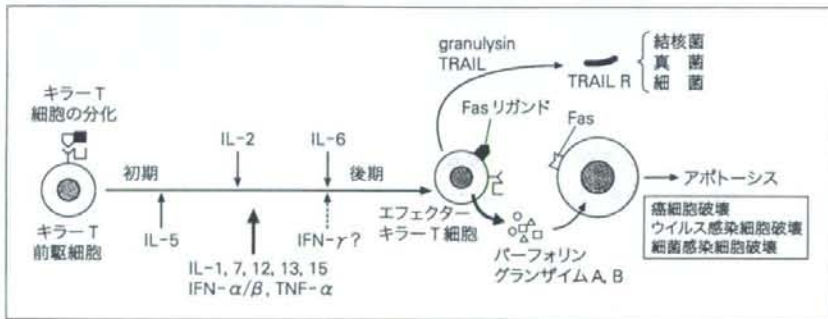 キラーT
細胞の分化
キラーT
前駆細胞
初期
IL-5
IL-2
IL-1, 7, 12, 13, 15
IFN-α/β, TNF-α
IL-6
後期
IFN-γ?
granulysin
TRAIL
TRAIL R
結核菌
真 菌
細 菌
Fasリガンド
エフェクター
キラーT細胞
パーフォリン
グランザイムA, B
Fas
アポトーシス
癌細胞破壊
ウイルス感染細胞破壊
細菌感染細胞破壊